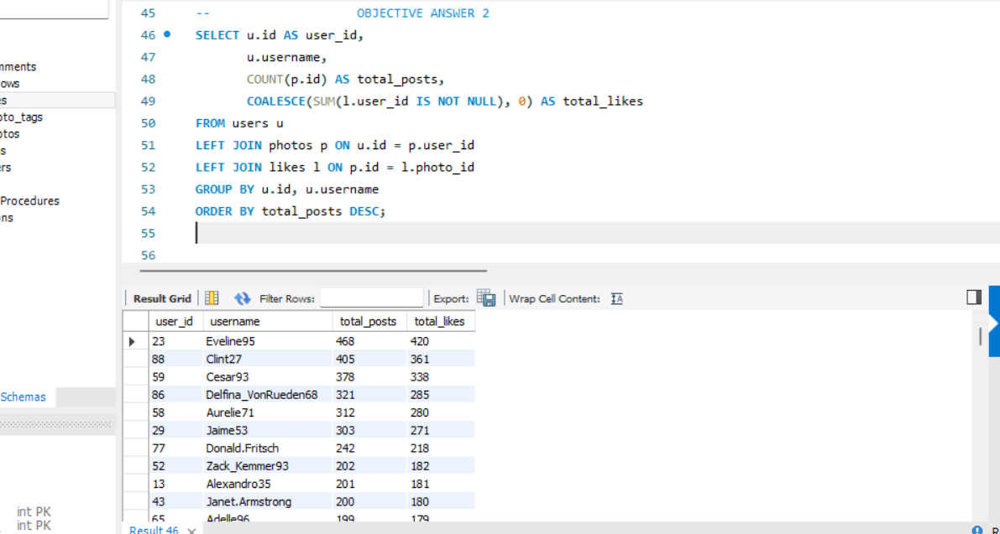 mments
ows
es
oto_tags
otos
s
ers
Procedures
ons
Schemas
int PK
int PK
45 -- OBJECTIVE ANSWER 2
46 SELECT u.id AS user_id,
47 u.username,
48 COUNT(p.id) AS total_posts,
49 COALESCE(SUM(l.user_id IS NOT NULL), 0) AS total_likes
50 FROM users u
51 LEFT JOIN photos p ON u.id = p.user_id
52 LEFT JOIN likes l ON p.id = l.photo_id
53 GROUP BY u.id, u.username
54 ORDER BY total_posts DESC;
55
56
Result Grid Filter Rows: Export: Wrap Cell Content: IA
user_id username total_posts total_likes
23 Eveline95 468 420
88 Clint27 405 361
59 Cesar93 378 338
86 Delfina_VonRueden68 321 285
58 Aurelie71 312 280
29 Jaime53 303 271
77 Donald.Fritsch 242 218
52 Zack_Kemmer93 202 182
13 Alexandro35 201 181
43 Janet.Armstrong 200 180
65 Adelle96 199 179
Result 46